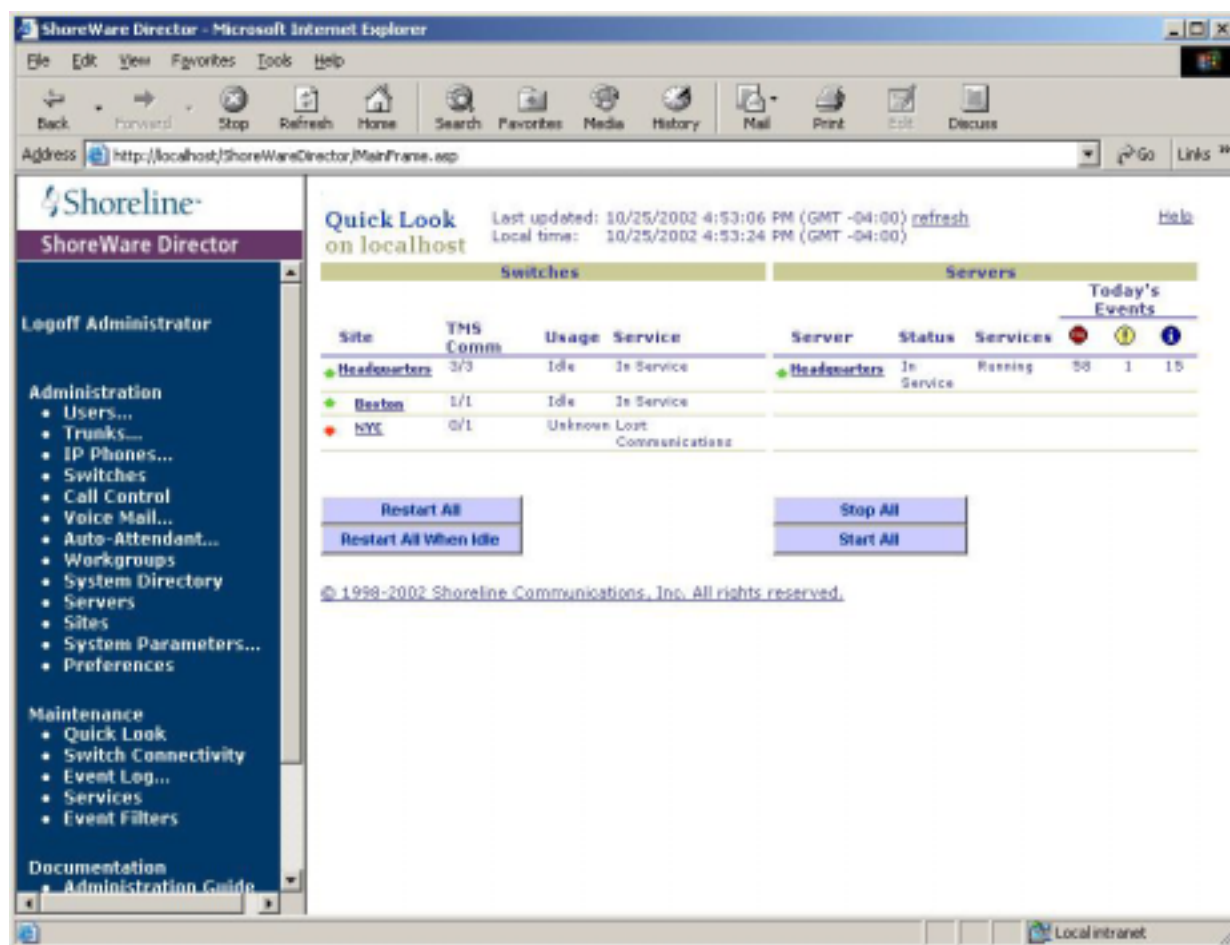 ShoreWare Director - Microsoft Internet Explorer
File Edit View Favorites Tools Help
Back Forward Stop Refresh Home Search Favorites Media History Mail Print Edit Discuss
Address http://localhost/ShoreWareDirector/MainFrame.asp Go Links »
Shoreline
ShoreWare Director
Logoff Administrator
Administration
• Users...
• Trunks...
• IP Phones...
• Switches
• Call Control
• Voice Mail...
• Auto-Attendant...
• Workgroups
• System Directory
• Servers
• Sites
• System Parameters...
• Preferences
Maintenance
• Quick Look
• Switch Connectivity
• Event Log...
• Services
• Event Filters
Documentation
• Administration Guide
Quick Look
on localhost
Last updated: 10/25/2002 4:53:06 PM (GMT -04:00) refresh
Local time: 10/25/2002 4:53:24 PM (GMT -04:00)
Help
Switches
Site TMS Comm Usage Service
Headquarters 3/3 Idle In Service
Boston 1/1 Idle In Service
NYC 0/1 Unknown Lost Communications
Restart All
Restart All When Idle
Servers
Today's
Events
Server Status Services
Headquarters In Service Running 58 1 15
Stop All
Start All
© 1998-2002 Shoreline Communications, Inc. All rights reserved.
Local intranet